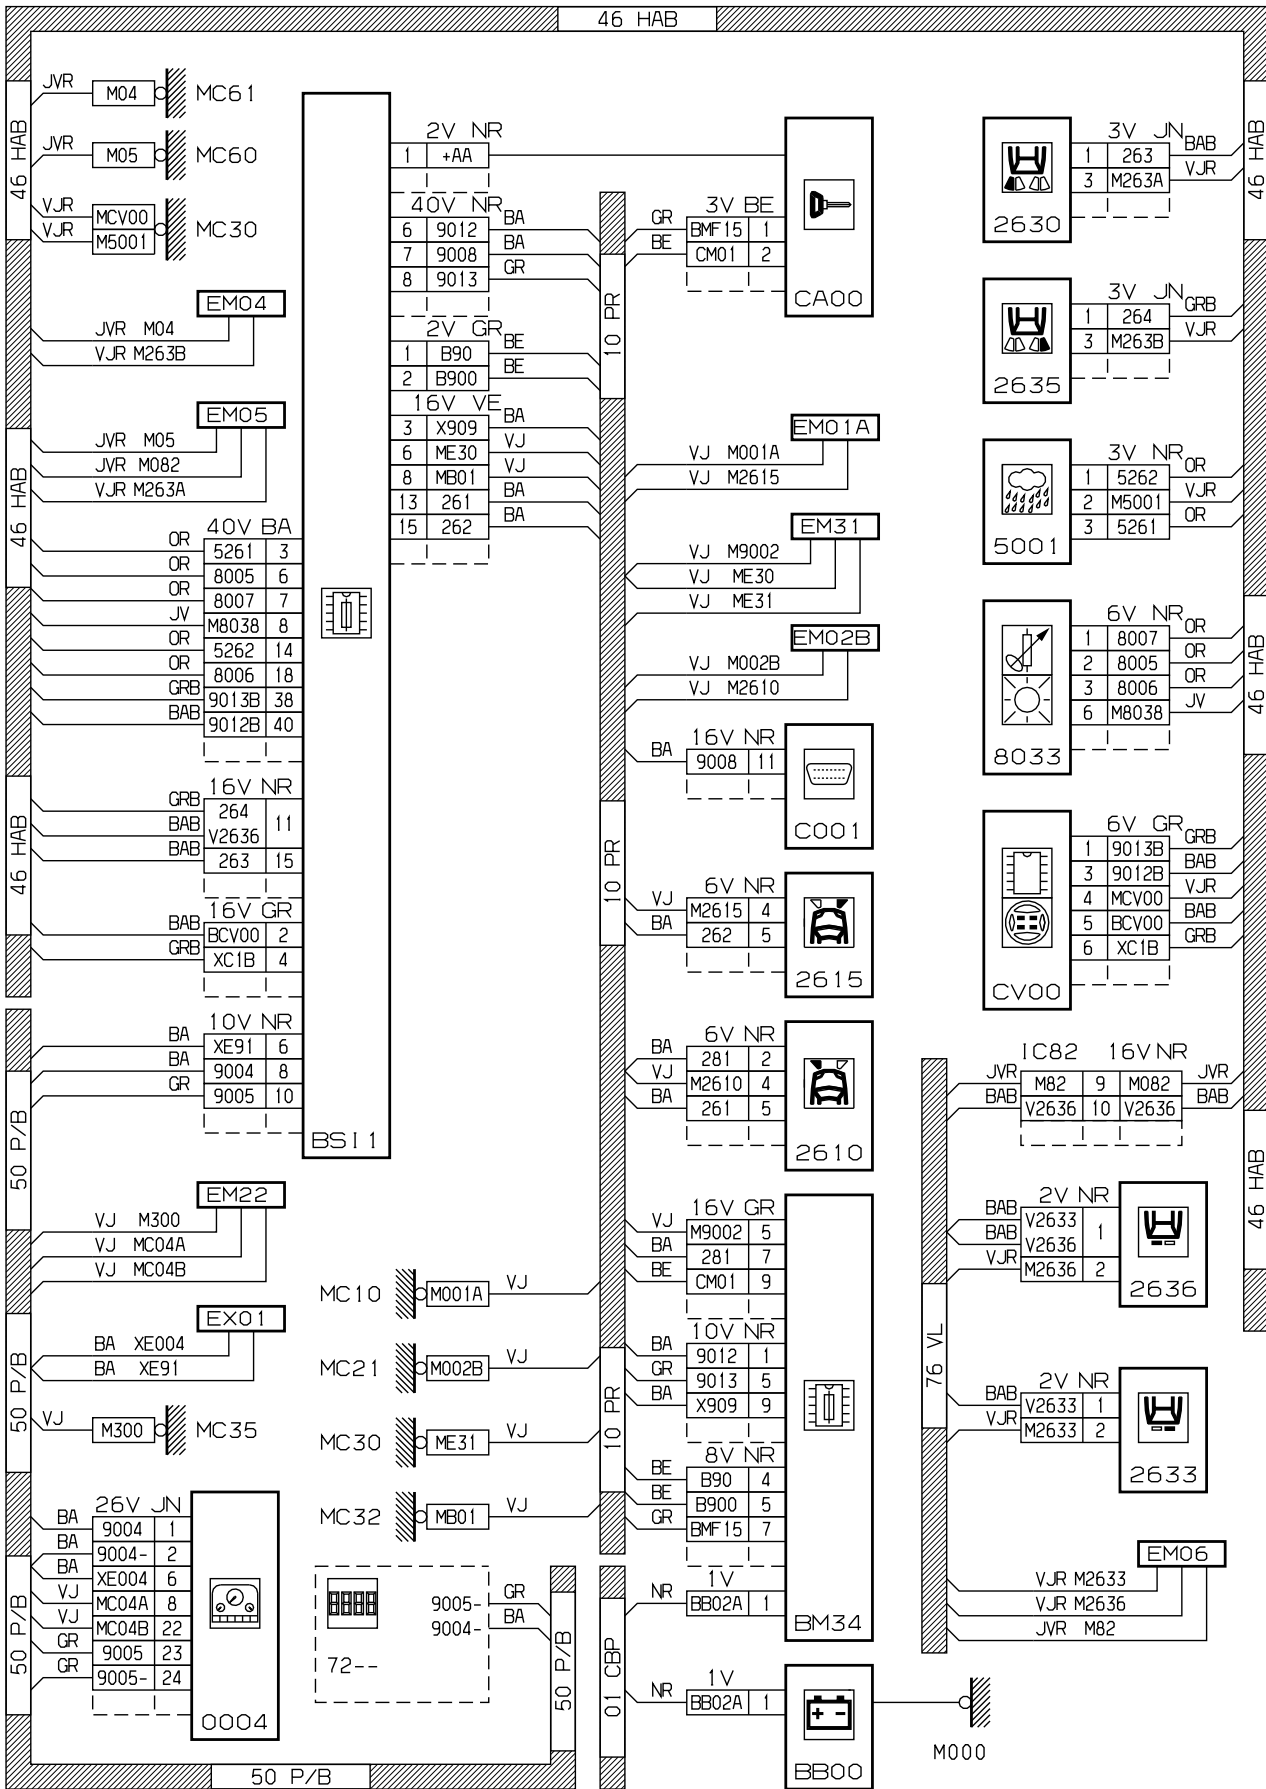 46 HAB
JVR M04 MC61
JVR M05 MC60
VJR MCV00 MC30
VJR M5001
46 HAB
EM04
JVR M04
VJR M263B
EM05
JVR M05
JVR M082
VJR M263A
46 HAB
40V BA
OR 5261 3
OR 8005 6
OR 8007 7
JV M8038 8
OR 5262 14
OR 8006 18
GRB 9013B 38
BAB 9012B 40
46 HAB
16V NR
GRB 264 11
BAB V2636
BAB 263 15
16V GR
BAB BCV00 2
GRB XC1B 4
10V NR
BA XE91 6
BA 9004 8
GR 9005 10
50 P/B
BSI1
2V NR
1 +AA
40V NR
6 9012 BA
7 9008 BA
8 9013 GR
2V GR
1 B90 BE
2 B900 BE
16V VE
3 X909 BA
6 ME30 VJ
8 MB01 VJ
13 261 BA
15 262 BA
EM22
VJ M300
VJ MC04A
VJ MC04B
EX01
BA XE004
BA XE91
50 P/B
VJ M300 MC35
26V JN
BA 9004 1
BA 9004- 2
BA XE004 6
VJ MC04A 8
VJ MC04B 22
GR 9005 23
GR 9005- 24
0004
50 P/B
50 P/B
MC10 M001A VJ
MC21 M002B VJ
MC30 ME31 VJ
MC32 MB01 VJ
9005- GR
9004- BA
72--
50 P/B
10 PR
3V BE
GR BMF15 1
BE CM01 2
CA00
EM01A
VJ M001A
VJ M2615
EM31
VJ M9002
VJ ME30
VJ ME31
EM02B
VJ M002B
VJ M2610
16V NR
BA 9008 11
C001
10 PR
6V NR
VJ M2615 4
BA 262 5
2615
6V NR
BA 281 2
VJ M2610 4
BA 261 5
2610
16V GR
VJ M9002 5
BA 281 7
BE CM01 9
10V NR
BA 9012 1
GR 9013 5
BA X909 9
10 PR
8V NR
BE B90 4
BE B900 5
GR BMF15 7
1V
NR BB02A 1
BM34
01 CBP
1V
NR BB02A 1
BB00
M000
3V JN
1 263 BAB
3 M263A VJR
2630
46 HAB
3V JN
1 264 GRB
3 M263B VJR
2635
3V NR
1 5262 OR
2 M5001 VJR
3 5261 OR
5001
6V NR
1 8007 OR
2 8005 OR
3 8006 OR
6 M8038 JV
8033
46 HAB
6V GR
1 9013B GRB
3 9012B BAB
4 MCV00 VJR
5 BCV00 BAB
6 XC1B GRB
CV00
IC82 16V NR
JVR M82 9 M082 JVR
BAB V2636 10 V2636 BAB
46 HAB
2V NR
BAB V2633 1
BAB V2636
VJR M2636 2
2636
76 VL
2V NR
BAB V2633 1
VJR M2633 2
2633
EM06
VJR M2633
VJR M2636
JVR M82